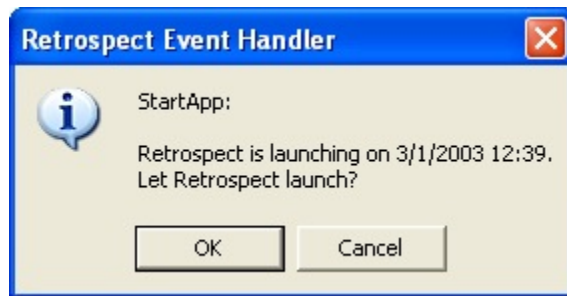 Retrospect Event Handler
StartApp:
Retrospect is launching on 3/1/2003 12:39.
Let Retrospect launch?
OK
Cancel